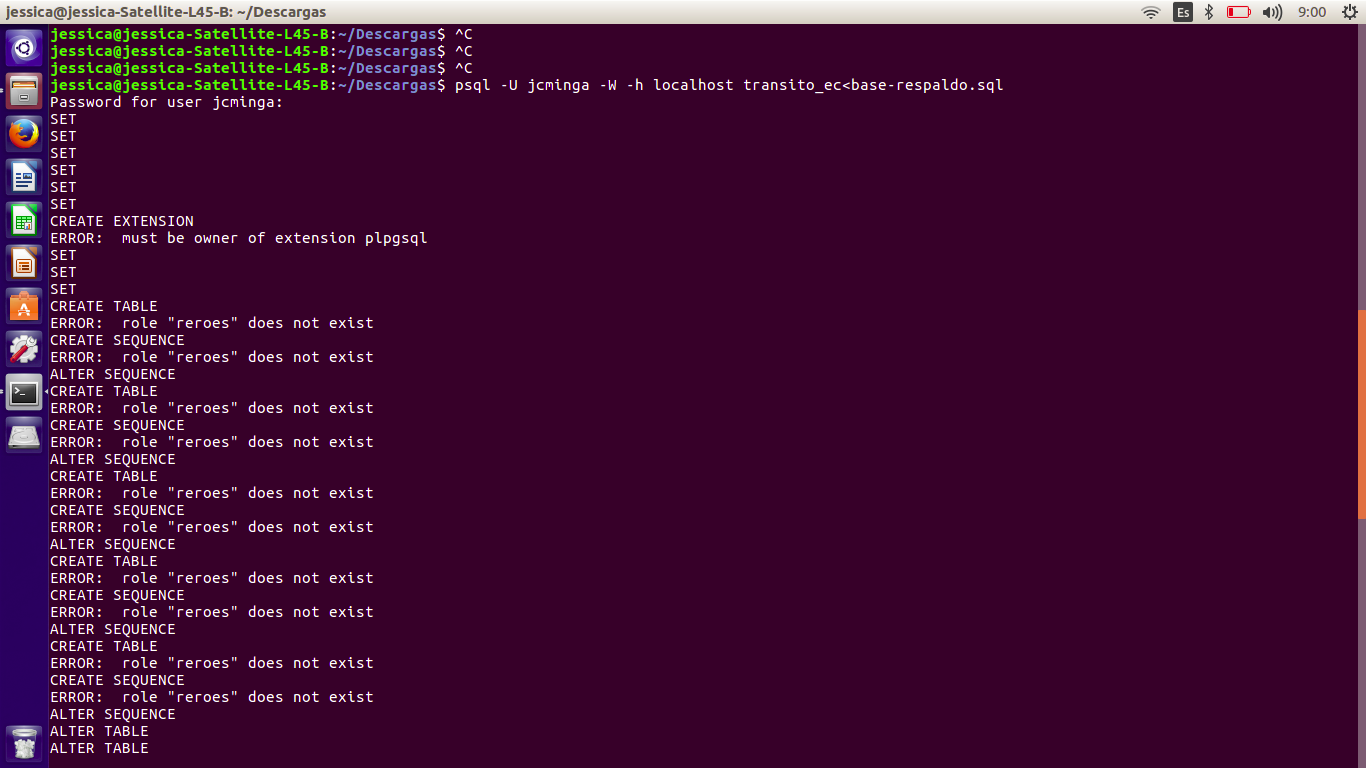 jessica@jessica-Satellite-L45-B: ~/Descargas
Es
9:00
jessica@jessica-Satellite-L45-B:~/Descargas$ ^C
jessica@jessica-Satellite-L45-B:~/Descargas$ ^C
jessica@jessica-Satellite-L45-B:~/Descargas$ ^C
jessica@jessica-Satellite-L45-B:~/Descargas$ psql -U jcminga -W -h localhost transito_ec<base-respaldo.sql
Password for user jcminga:
SET
SET
SET
SET
SET
SET
CREATE EXTENSION
ERROR:  must be owner of extension plpgsql
SET
SET
SET
CREATE TABLE
ERROR:  role "reroes" does not exist
CREATE SEQUENCE
ERROR:  role "reroes" does not exist
ALTER SEQUENCE
CREATE TABLE
ERROR:  role "reroes" does not exist
CREATE SEQUENCE
ERROR:  role "reroes" does not exist
ALTER SEQUENCE
CREATE TABLE
ERROR:  role "reroes" does not exist
CREATE SEQUENCE
ERROR:  role "reroes" does not exist
ALTER SEQUENCE
CREATE TABLE
ERROR:  role "reroes" does not exist
CREATE SEQUENCE
ERROR:  role "reroes" does not exist
ALTER SEQUENCE
CREATE TABLE
ERROR:  role "reroes" does not exist
CREATE SEQUENCE
ERROR:  role "reroes" does not exist
ALTER SEQUENCE
ALTER TABLE
ALTER TABLE